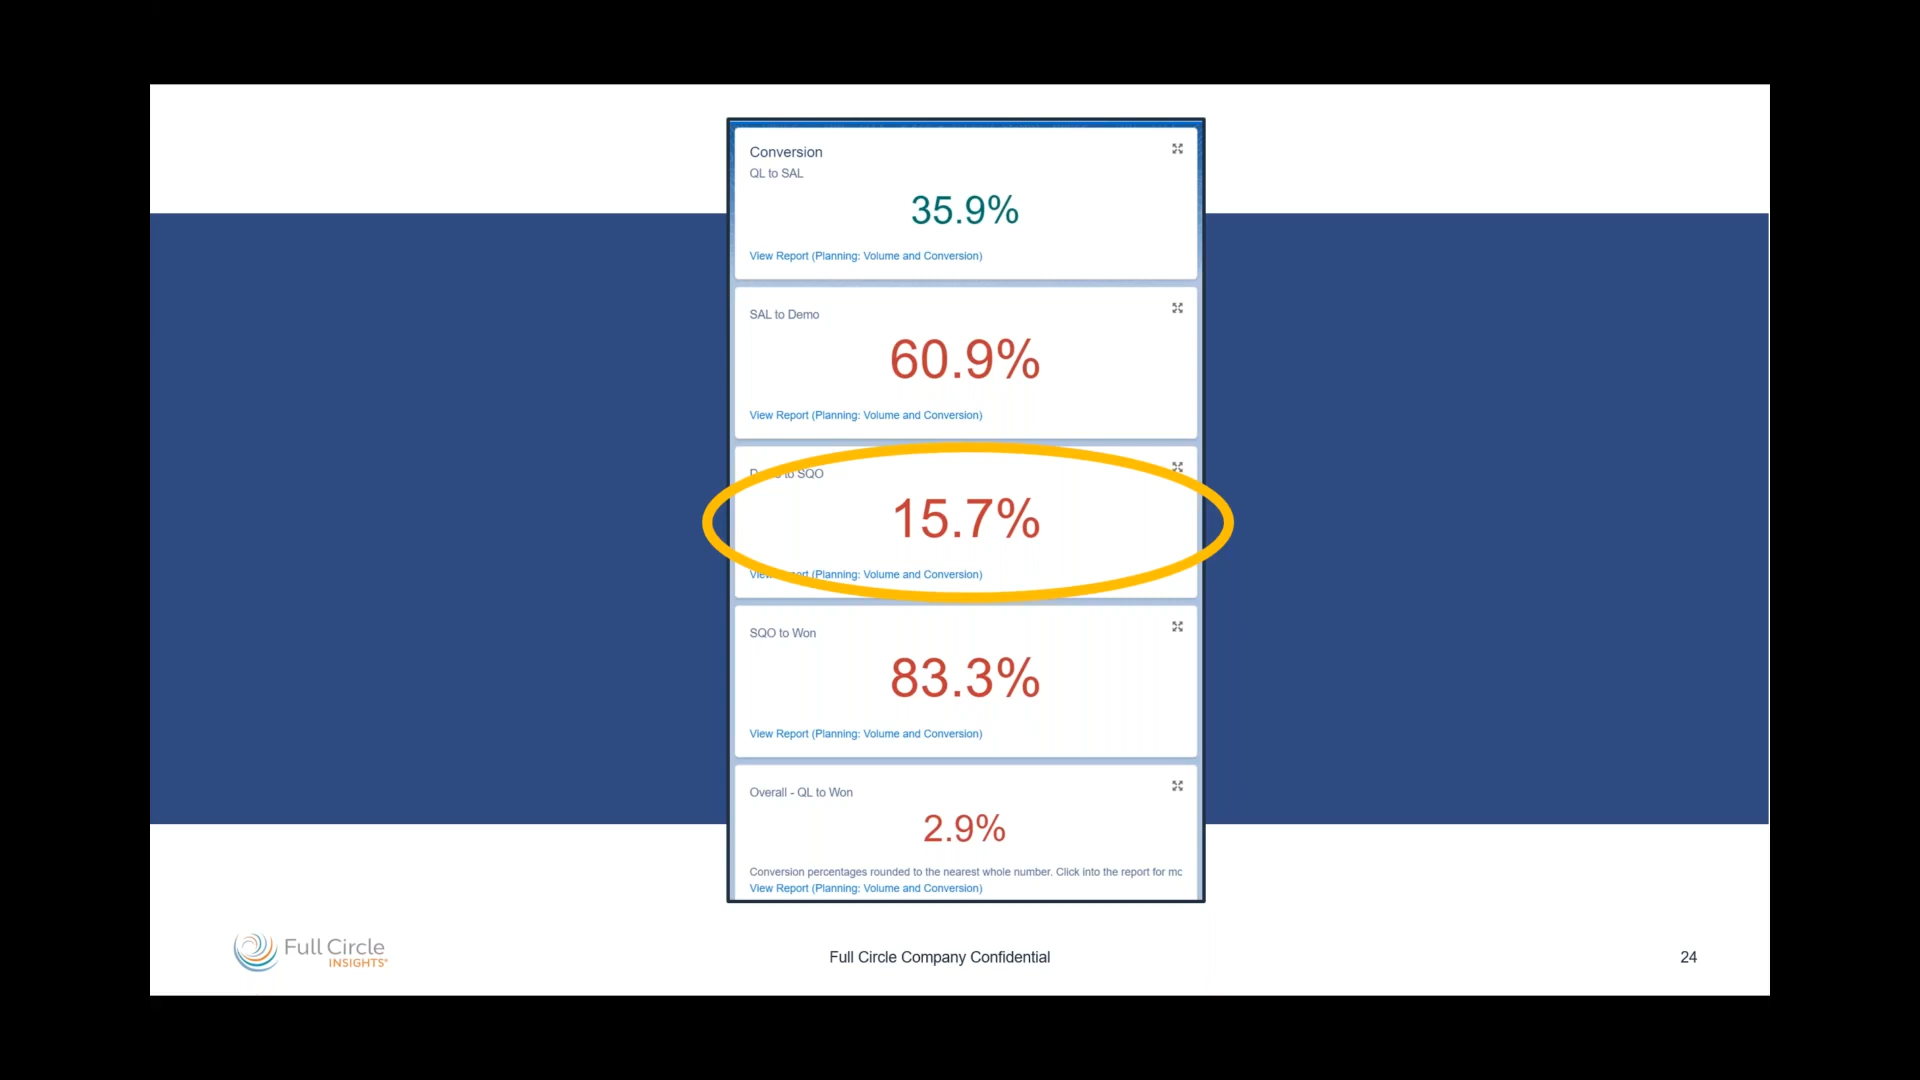 Conversion
QL to SAL
35.9%
View Report (Planning: Volume and Conversion)
SAL to Demo
60.9%
View Report (Planning: Volume and Conversion)
to SQO
15.7%
(Planning: Volume and Conversion)
SQO to Won
83.3%
View Report (Planning: Volume and Conversion)
Overall - QL to Won
2.9%
Conversion percentages rounded to the nearest whole number. Click into the report for mc
View Report (Planning: Volume and Conversion)
Full Circle
INSIGHTS®
Full Circle Company Confidential
24